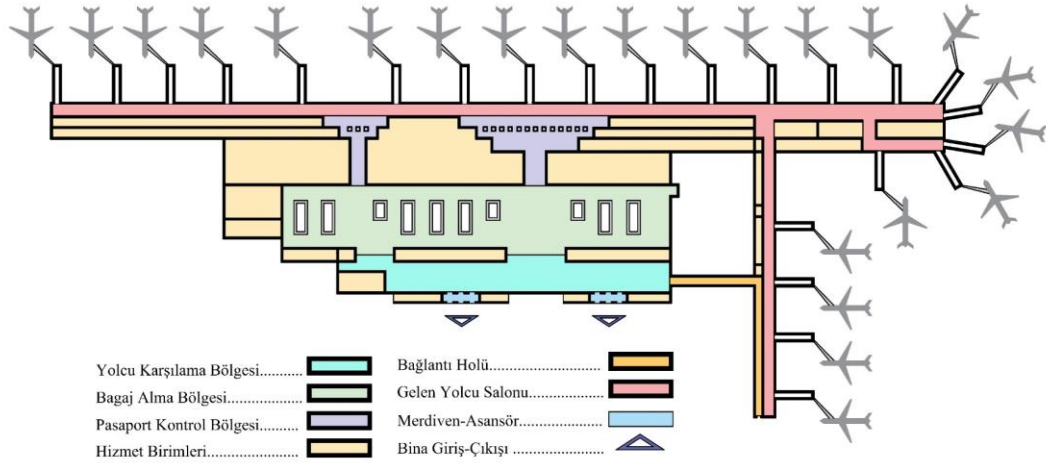 Yolcu Karşılama Bölgesi..........
Bagaj Alma Bölgesi.................
Pasaport Kontrol Bölgesi........
Hizmet Birimleri......................
Bağlantı Holü........................
Gelen Yolcu Salonu...............
Merdiven-Asansör.................
Bina Giriş-Çıkışı ...................